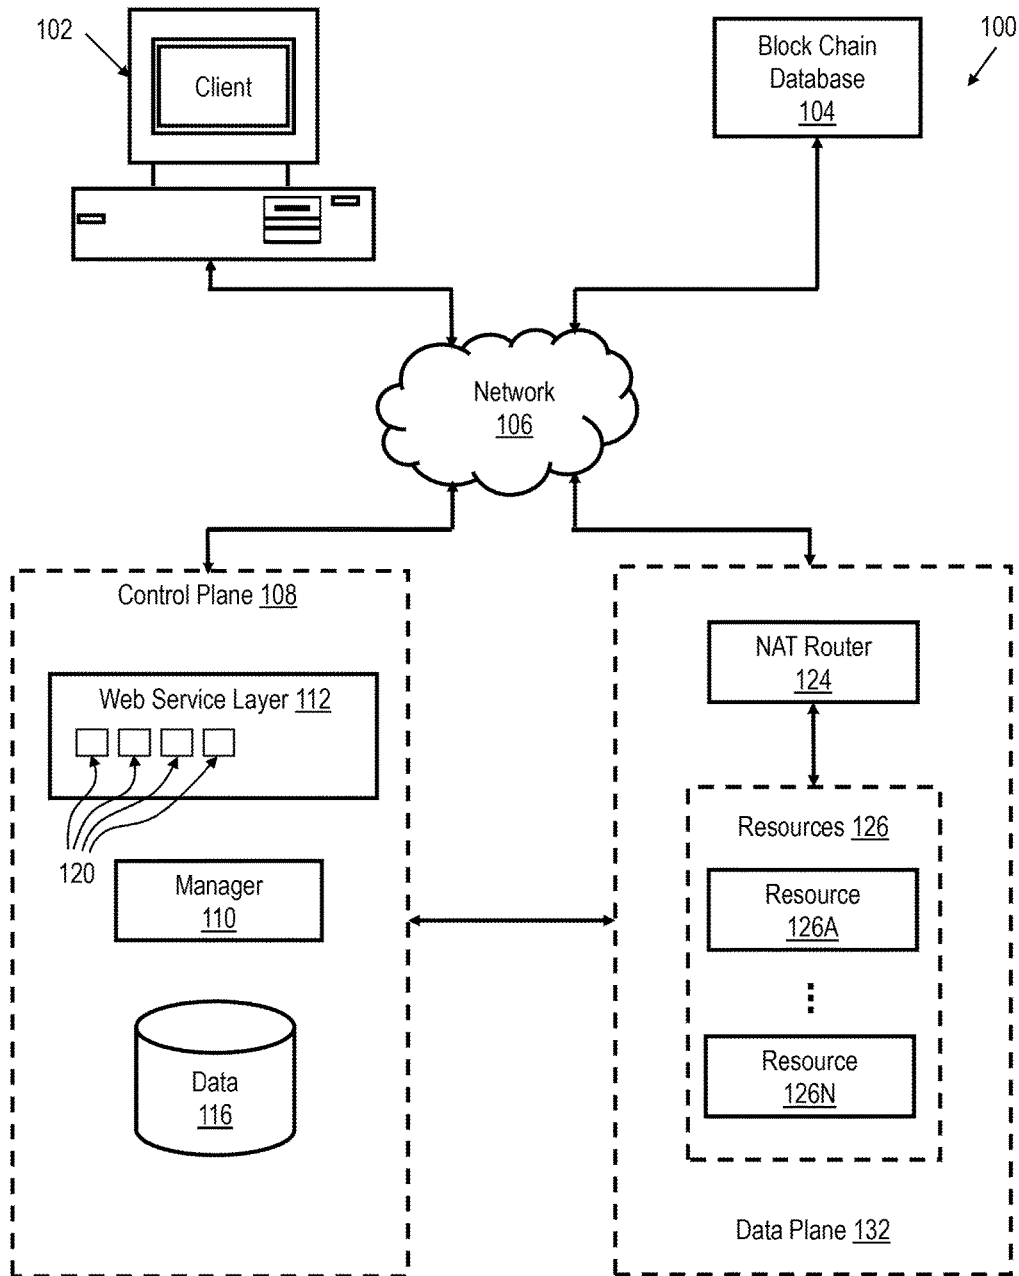 102
Client
Block Chain
Database
104
100
Network
106
Control Plane 108
Web Service Layer 112
120
Manager
110
Data
116
NAT Router
124
Resources 126
Resource
126A
Resource
126N
Data Plane 132